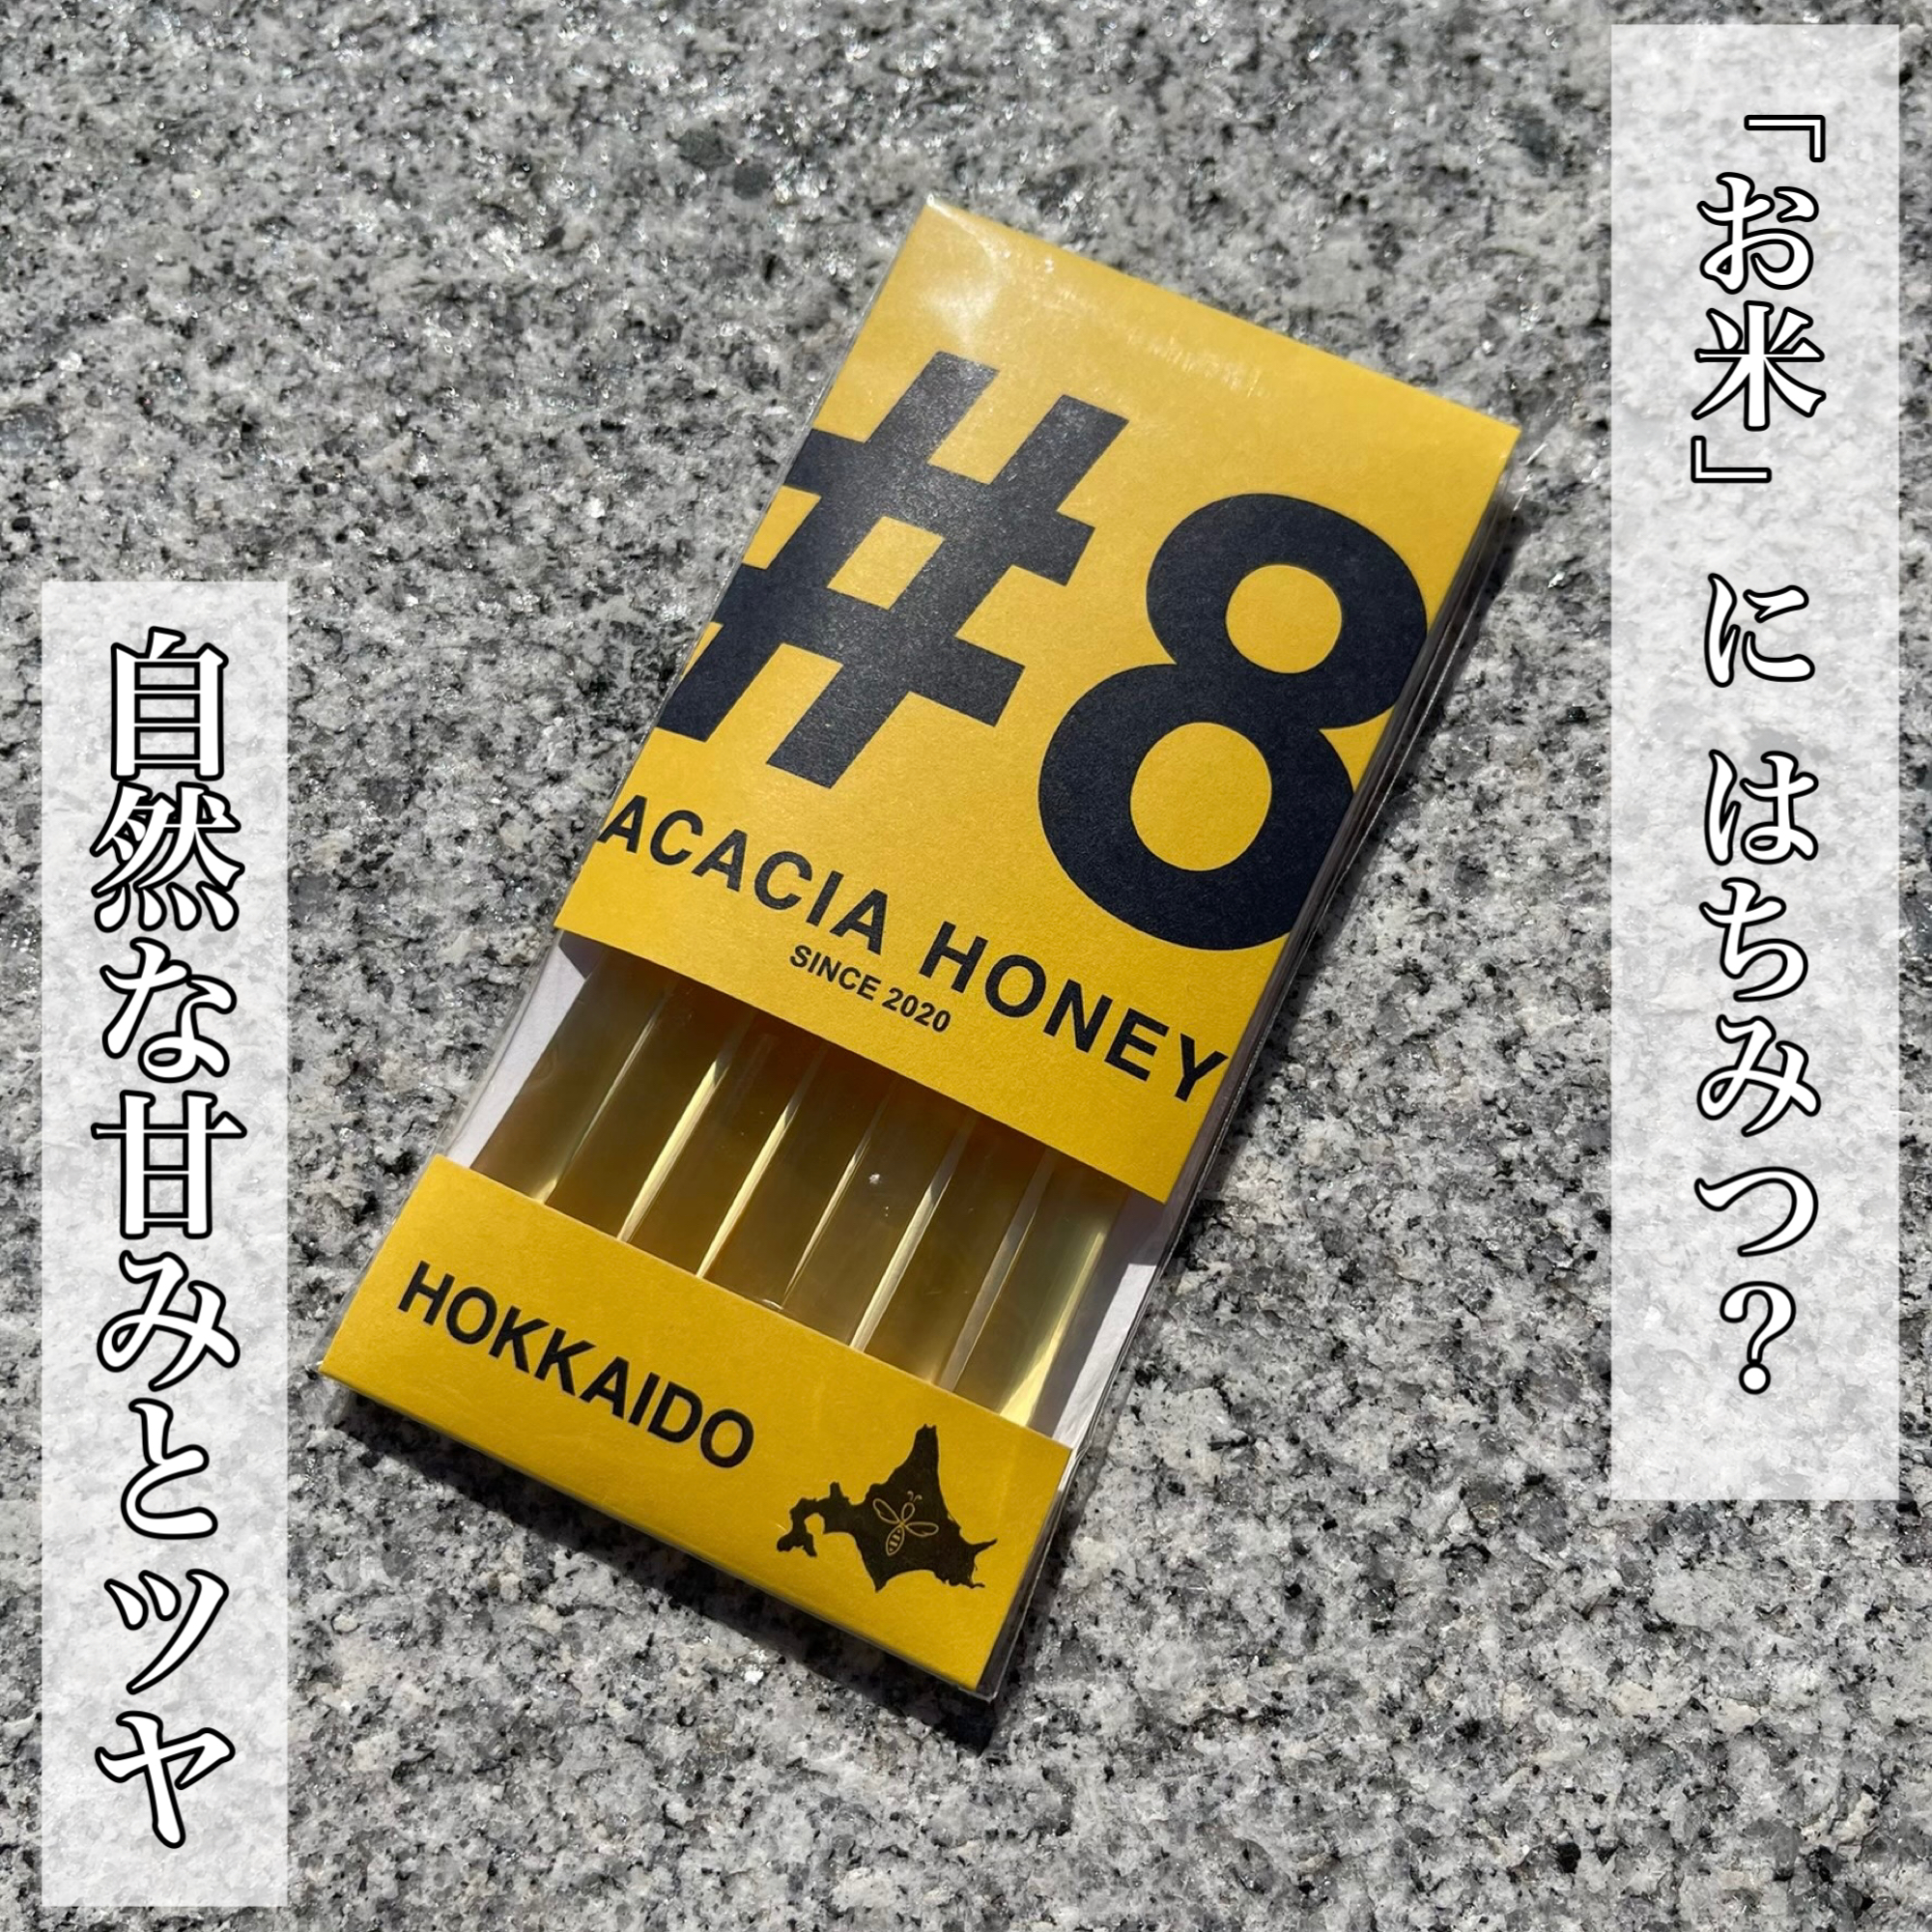 「お米」に はちみつ？
自然な甘みとツヤ
#8
ACACIA HONEY
SINCE 2020
HOKKAIDO